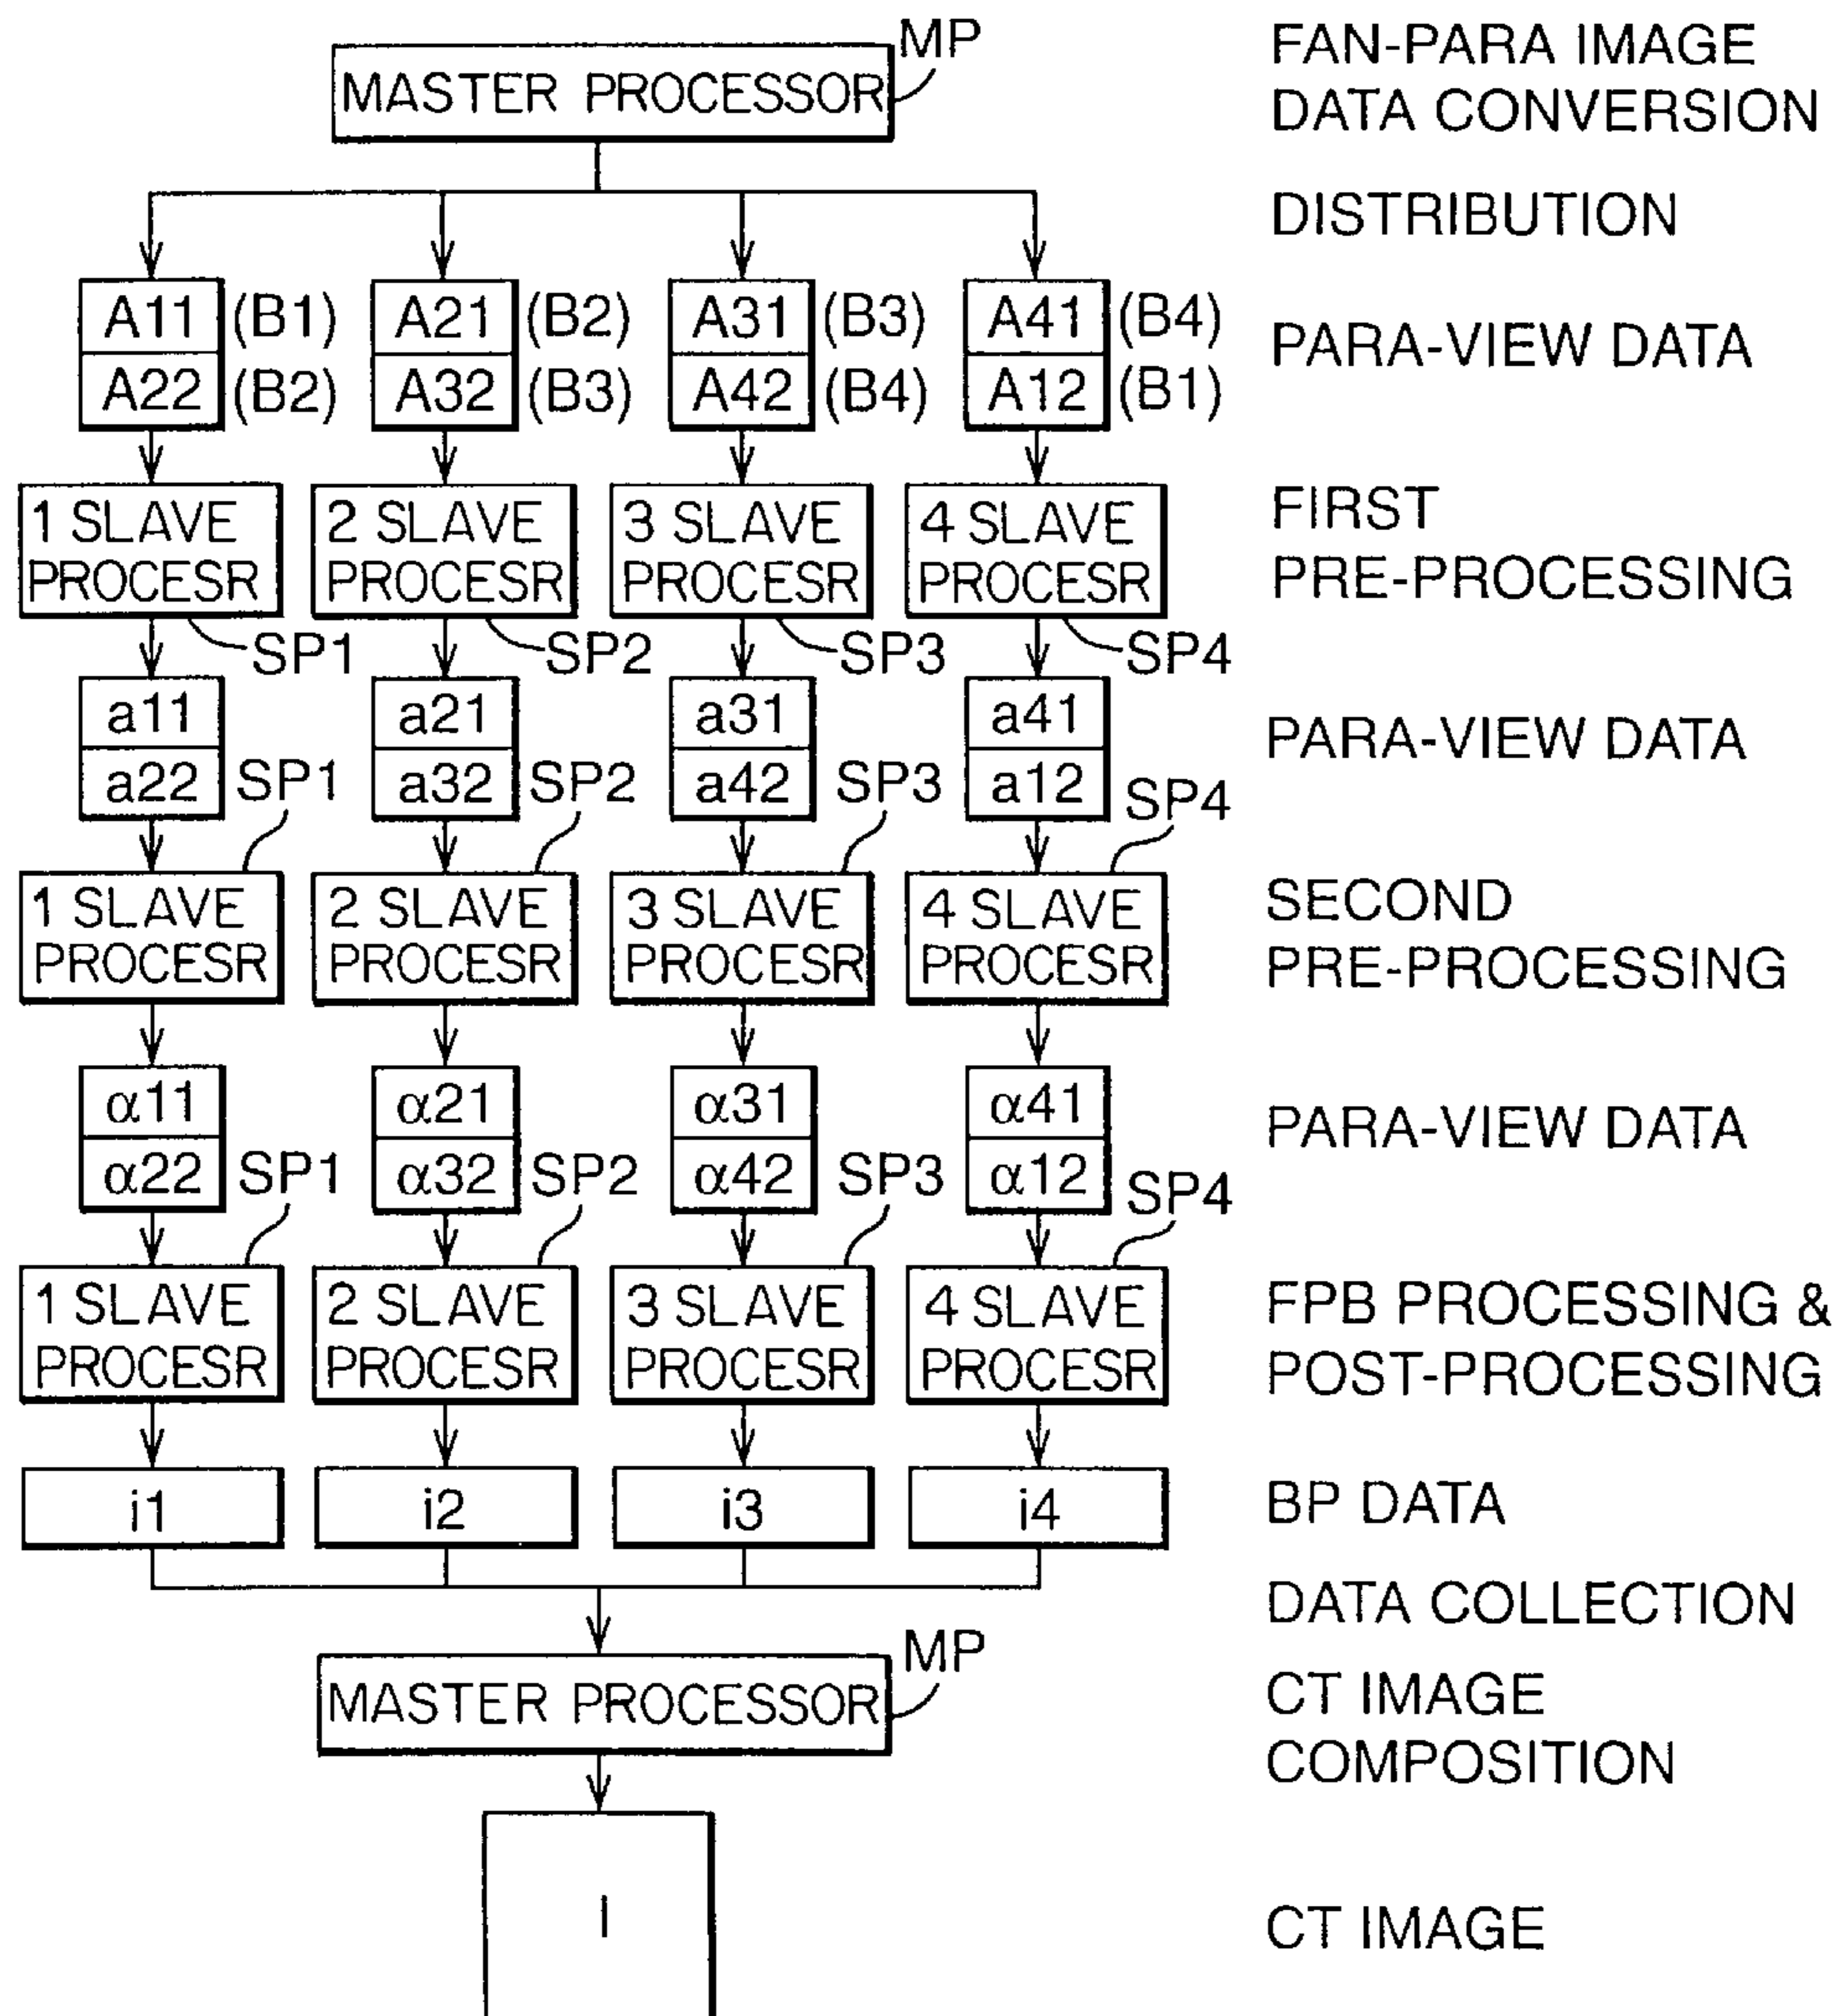 MP
FAN-PARA IMAGE
MASTER PROCESSOR
DATA CONVERSION
DISTRIBUTION
A11 (B1) A21 (B2) A31 (B3) A41 (B4)
PARA-VIEW DATA
A22 (B2) A32 (B3) A42 (B4) A12 (B1)
1 SLAVE 2 SLAVE 3 SLAVE 4 SLAVE
FIRST
PROCESR PROCESR PROCESR PROCESR
PRE-PROCESSING
SP1 SP2 SP3 SP4
a11 a21 a31 a41
PARA-VIEW DATA
a22 SP1 a32 SP2 a42 SP3 a12 SP4
1 SLAVE 2 SLAVE 3 SLAVE 4 SLAVE
SECOND
PROCESR PROCESR PROCESR PROCESR
PRE-PROCESSING
α11 α21 α31 α41
PARA-VIEW DATA
α22 SP1 α32 SP2 α42 SP3 α12 SP4
1 SLAVE 2 SLAVE 3 SLAVE 4 SLAVE
FPB PROCESSING &
PROCESR PROCESR PROCESR PROCESR
POST-PROCESSING
i1 i2 i3 i4
BP DATA
DATA COLLECTION
MP
MASTER PROCESSOR
CT IMAGE
COMPOSITION
I
CT IMAGE